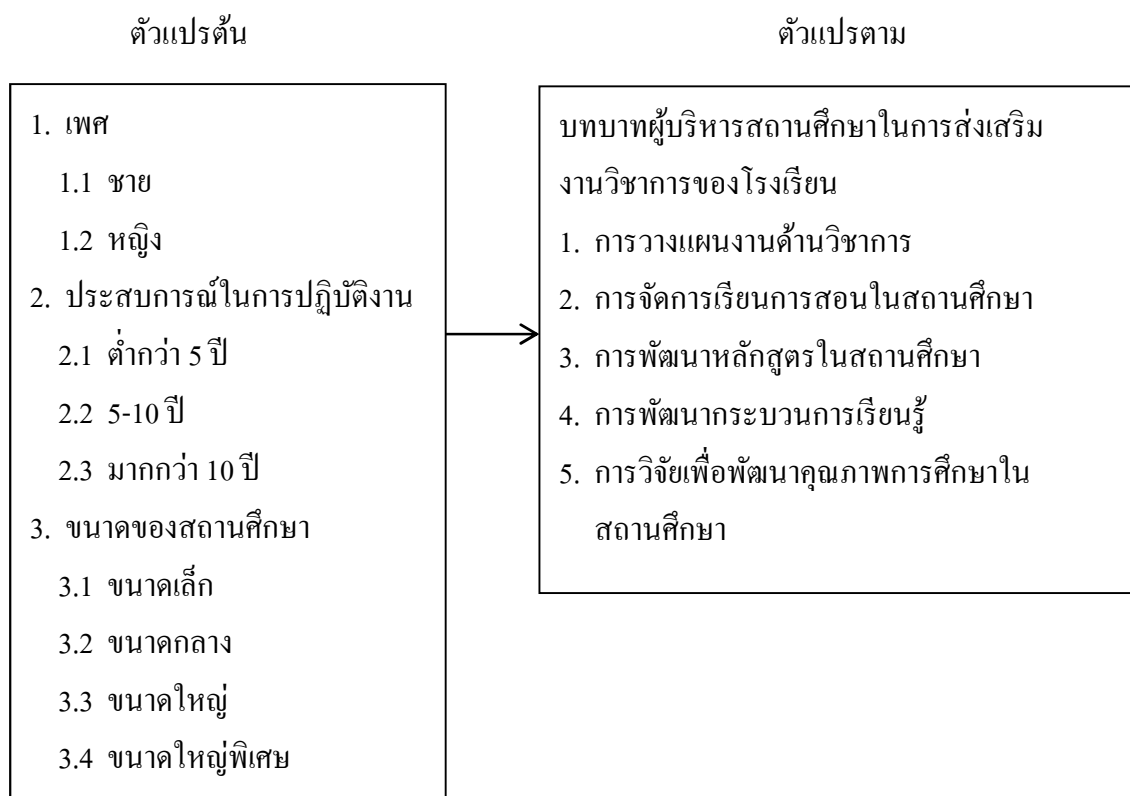 ตัวแปรต้น
1. เพศ
1.1 ชาย
1.2 หญิง
2. ประสบการณ์ในการปฏิบัติงาน
2.1 ต่ำกว่า 5 ปี
2.2 5-10 ปี
2.3 มากกว่า 10 ปี
3. ขนาดของสถานศึกษา
3.1 ขนาดเล็ก
3.2 ขนาดกลาง
3.3 ขนาดใหญ่
3.4 ขนาดใหญ่พิเศษ
ตัวแปรตาม
บทบาทผู้บริหารสถานศึกษาในการส่งเสริม
งานวิชาการของโรงเรียน
1. การวางแผนงานด้านวิชาการ
2. การจัดการเรียนการสอนในสถานศึกษา
3. การพัฒนาหลักสูตรในสถานศึกษา
4. การพัฒนากระบวนการเรียนรู้
5. การวิจัยเพื่อพัฒนาคุณภาพการศึกษาใน
สถานศึกษา